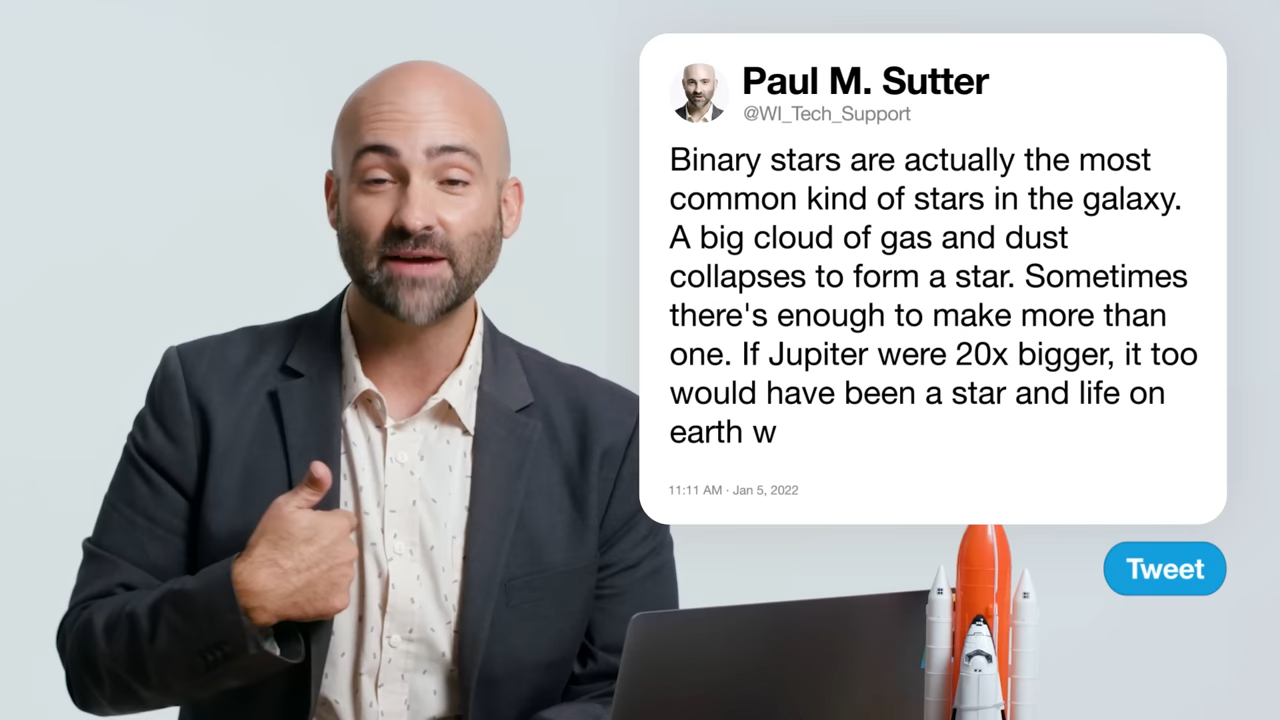 Paul M. Sutter
@WI_Tech_Support
Binary stars are actually the most
common kind of stars in the galaxy.
A big cloud of gas and dust
collapses to form a star. Sometimes
there's enough to make more than
one. If Jupiter were 20x bigger, it too
would have been a star and life on
earth w
11:11 AM · Jan 5, 2022
Tweet